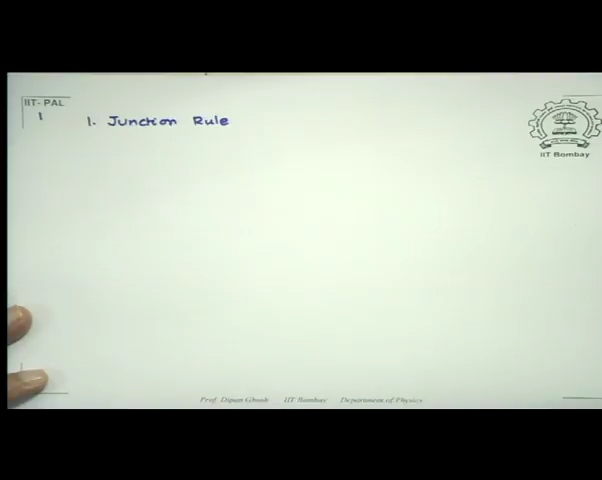 IIT- PAL
1
1. Junction Rule
IIT Bombay
Prof. Dipan Ghosh IIT Bombay Department of Physics